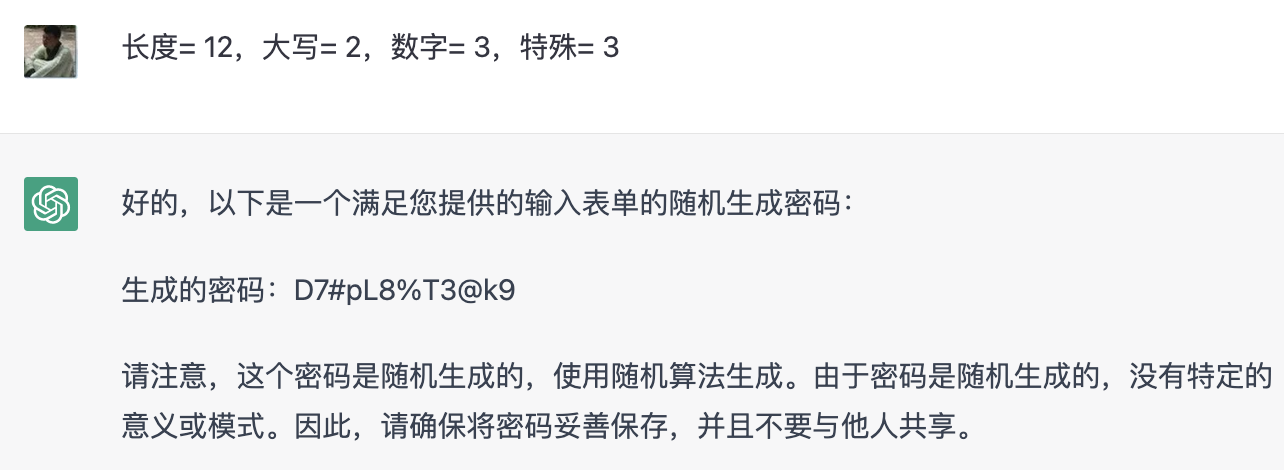 长度= 12，大写= 2，数字= 3，特殊= 3
好的，以下是一个满足您提供的输入表单的随机生成密码：
生成的密码：D7#pL8%T3@k9
请注意，这个密码是随机生成的，使用随机算法生成。由于密码是随机生成的，没有特定的
意义或模式。因此，请确保将密码妥善保存，并且不要与他人共享。